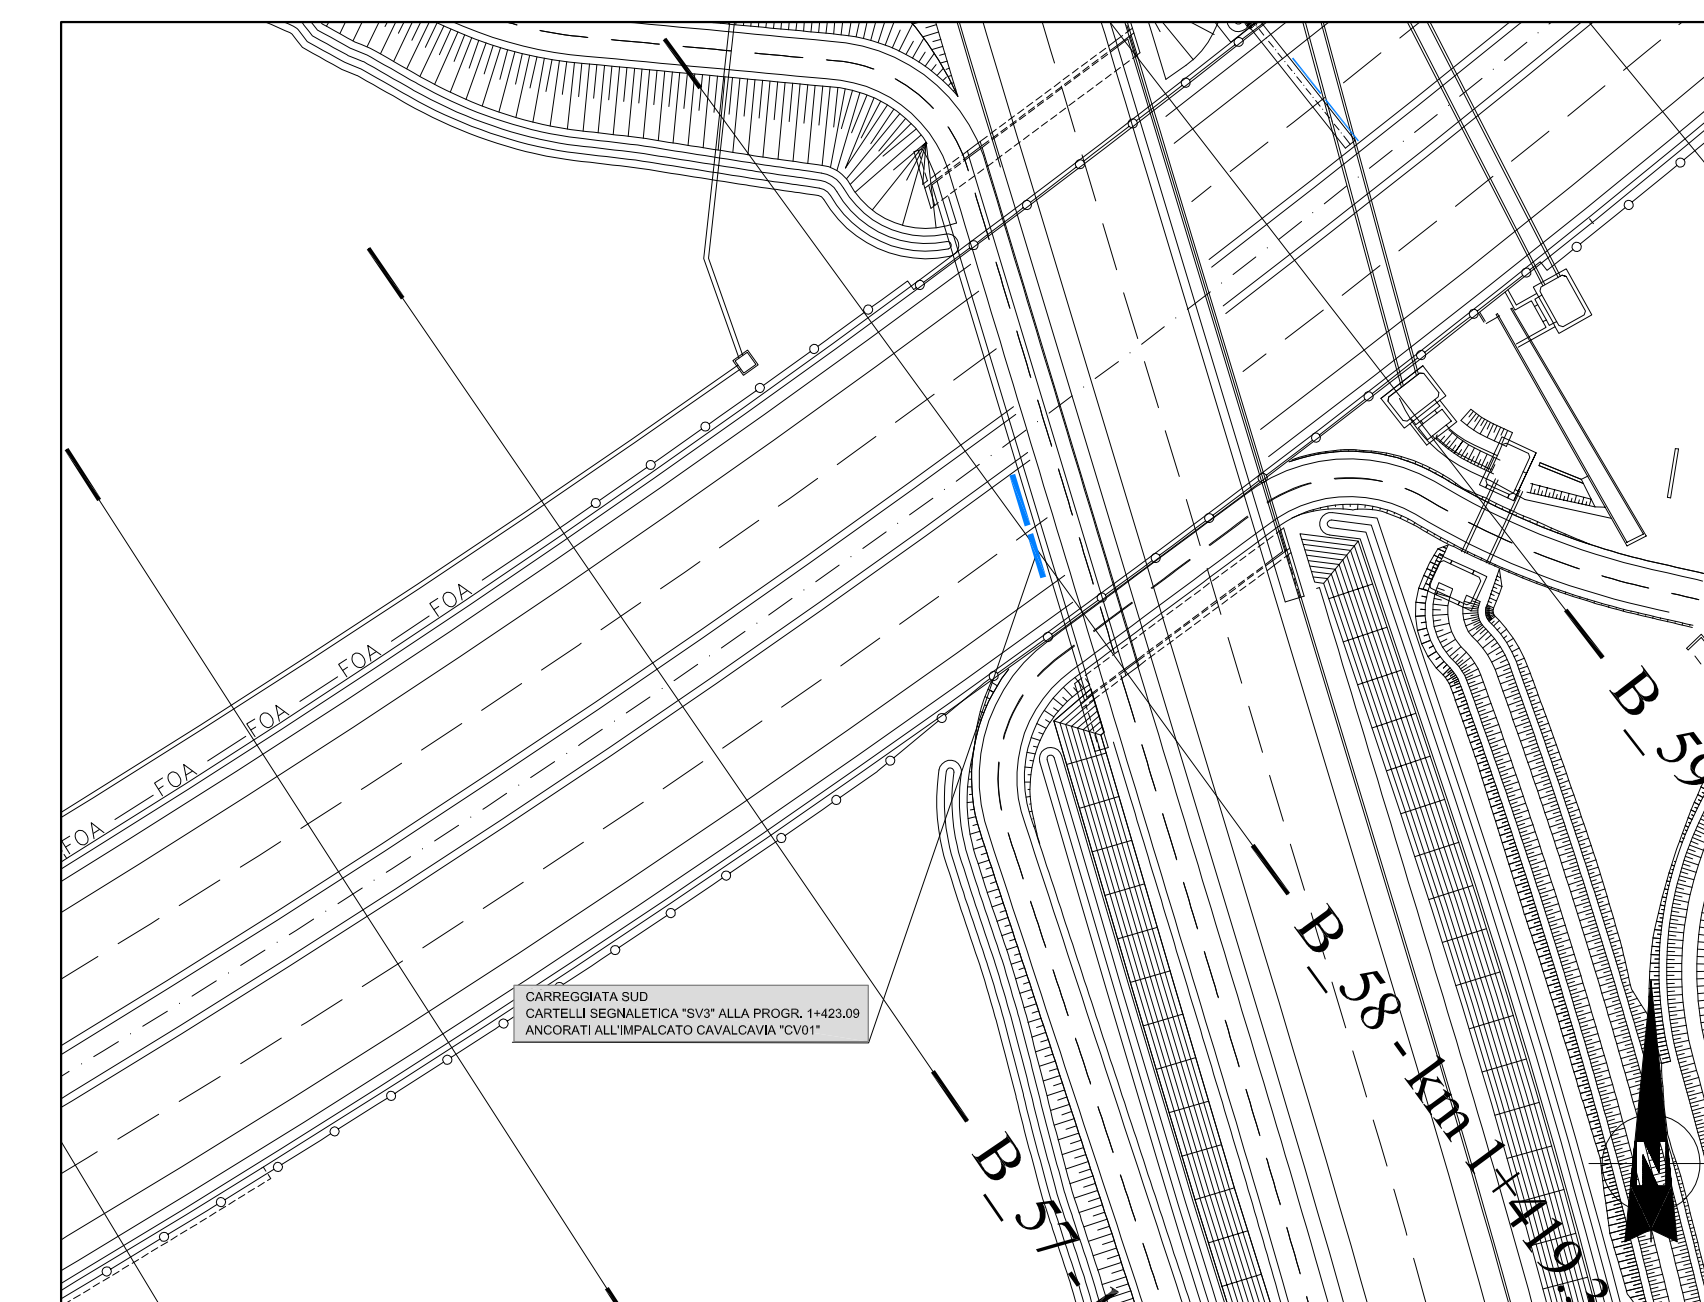 FOA
FOA
FOA
FOA
FOA
CARREGGIATA SUD
CARTELLI SEGNALETICA "SV3" ALLA PROGR. 1+423.09
ANCORATI ALL'IMPALCATO CAVALCAVIA "CV01"
B_59
B_58 - km 1+419.
B_57 -
N